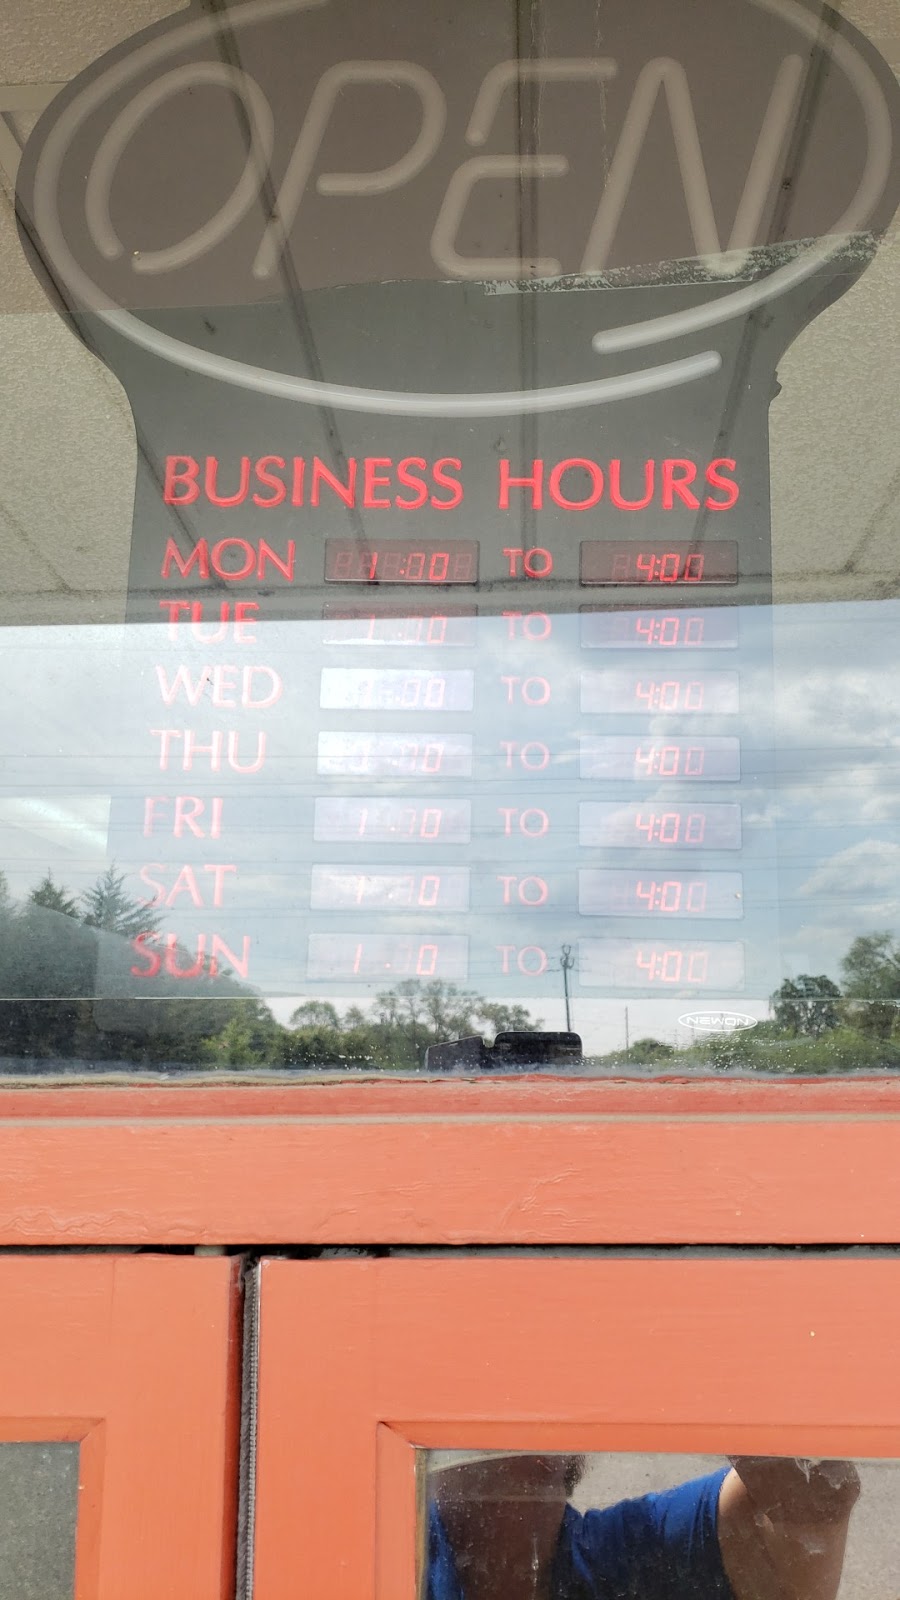 OPEN
BUSINESS HOURS
MON 1:00 TO 4:00
TUE 1:00 TO 4:00
WED 1:00 TO 4:00
THU TO 4:00
FRI TO 4:00
SAT TO 4:00
SUN TO 4:00
NEWON